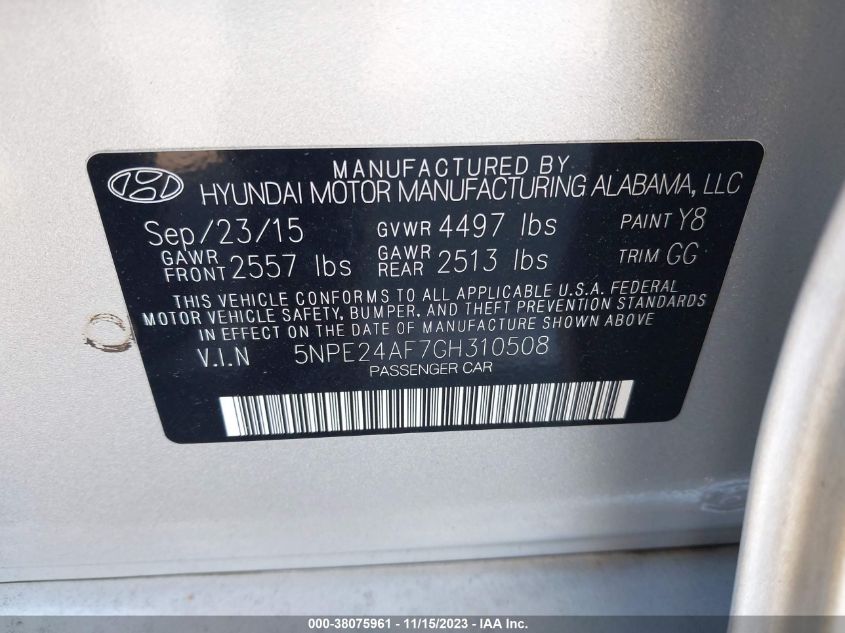 MANUFACTURED BY
HYUNDAI MOTOR MANUFACTURING ALABAMA, LLC
Sep/23/15 GVWR 4497 lbs PAINT Y8
GAWR FRONT 2557 lbs GAWR REAR 2513 lbs TRIM GG
THIS VEHICLE CONFORMS TO ALL APPLICABLE U.S.A. FEDERAL
MOTOR VEHICLE SAFETY, BUMPER, AND THEFT PREVENTION STANDARDS
IN EFFECT ON THE DATE OF MANUFACTURE SHOWN ABOVE
V.I.N 5NPE24AF7GH310508
PASSENGER CAR
000-38075961 - 11/15/2023 - IAA Inc.